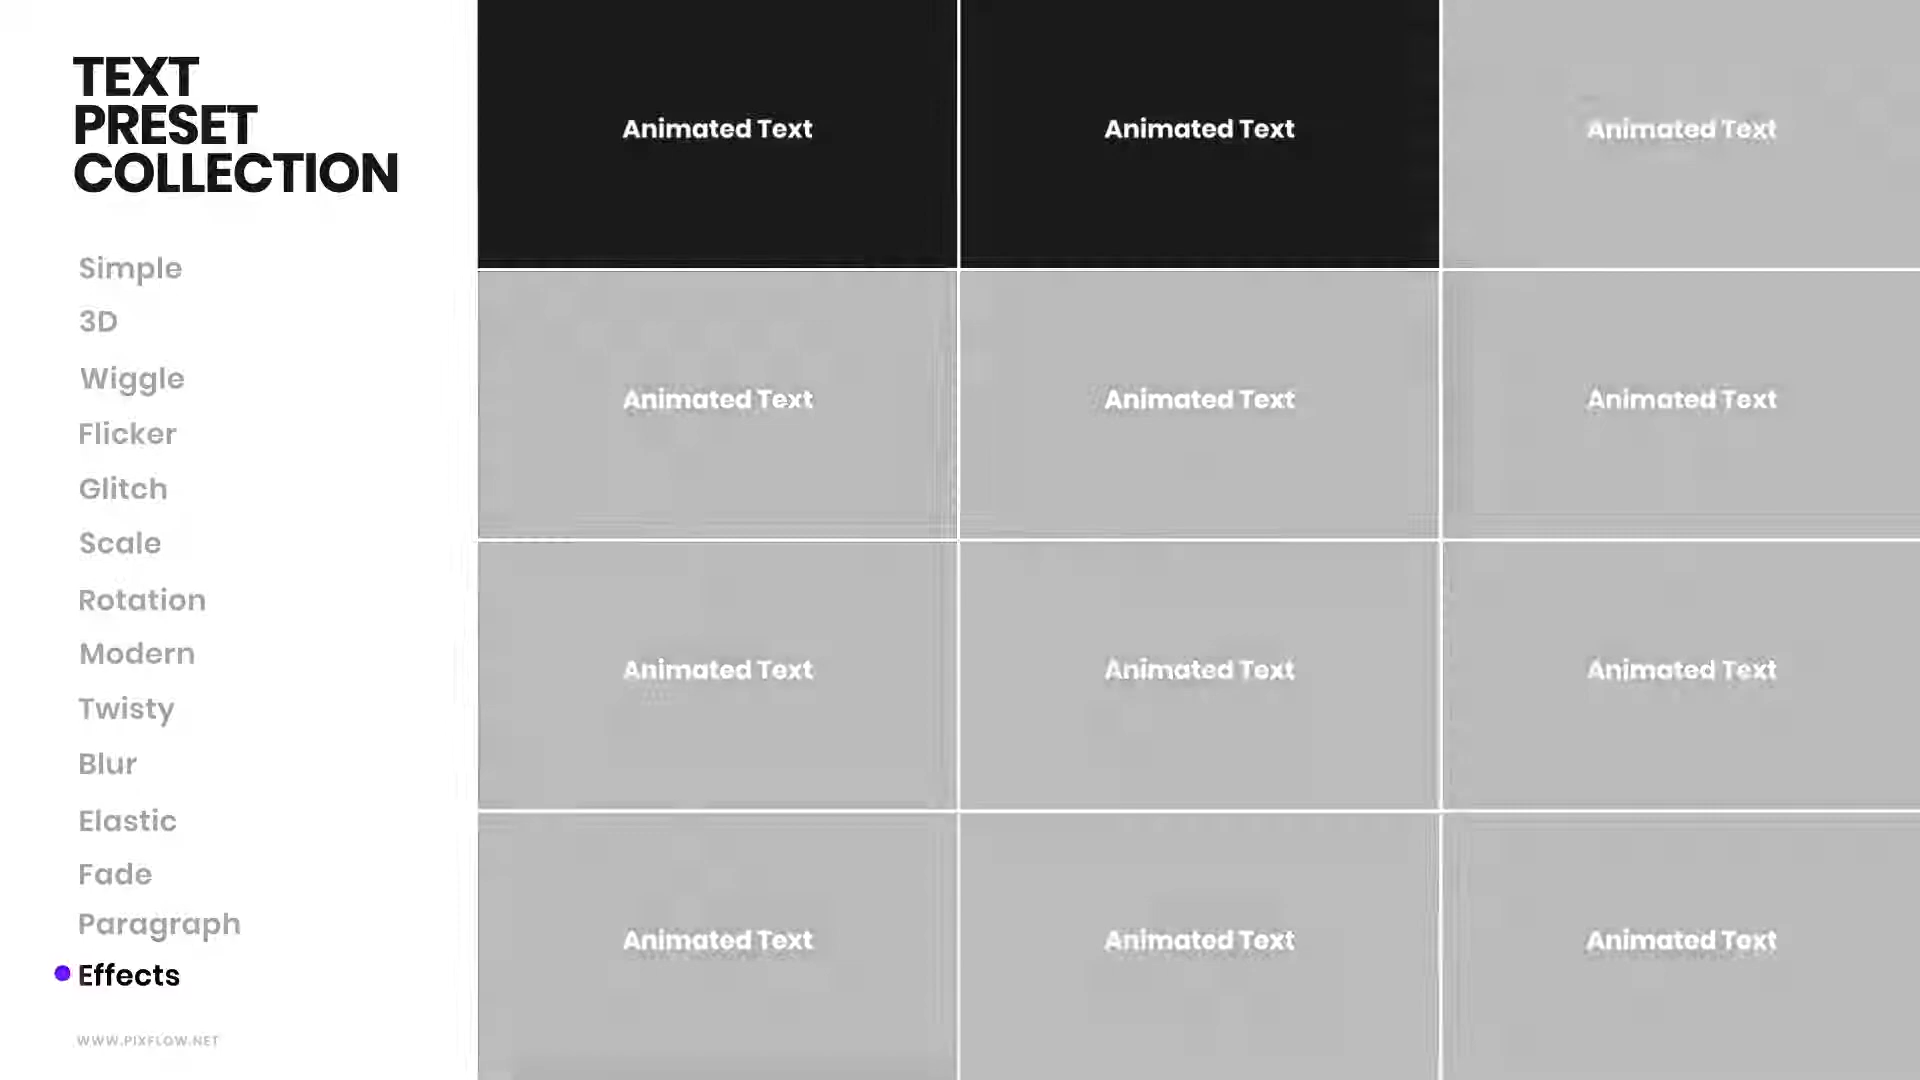 TEXT
PRESET
COLLECTION
Simple
3D
Wiggle
Flicker
Glitch
Scale
Rotation
Modern
Twisty
Blur
Elastic
Fade
Paragraph
Effects
WWW.PIXFLOW.NET
Animated Text
Animated Text
Animated Text
Animated Text
Animated Text
Animated Text
Animated Text
Animated Text
Animated Text
Animated Text
Animated Text
Animated Text